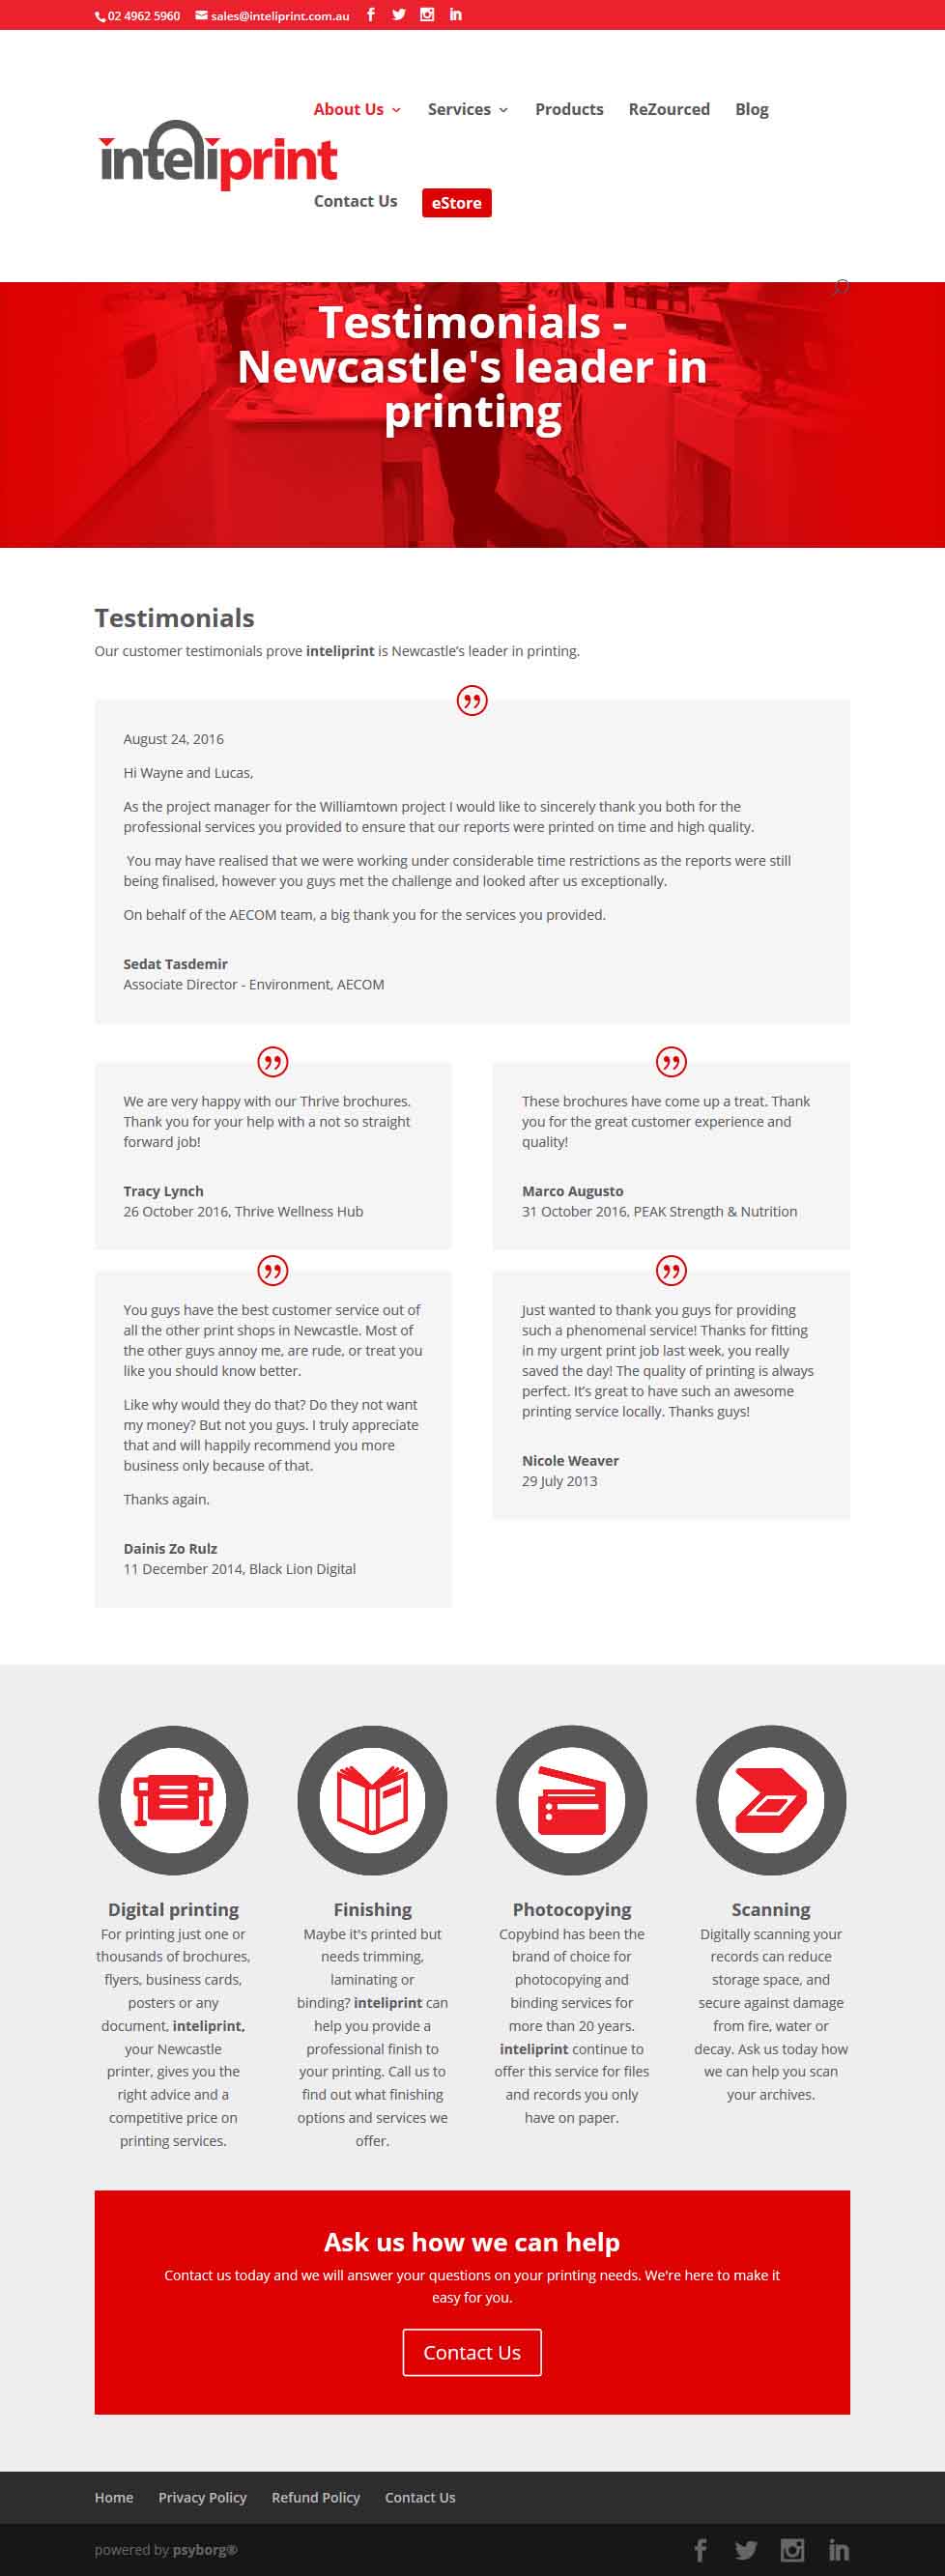 02 4962 5960 sales@inteliprint.com.au
About Us Services Products ReZourced Blog
inteliprint
Contact Us eStore
Testimonials -
Newcastle's leader in
printing
Testimonials
Our customer testimonials prove inteliprint is Newcastle's leader in printing.
August 24, 2016
Hi Wayne and Lucas,
As the project manager for the Williamtown project I would like to sincerely thank you both for the
professional services you provided to ensure that our reports were printed on time and high quality.
You may have realised that we were working under considerable time restrictions as the reports were still
being finalised, however you guys met the challenge and looked after us exceptionally.
On behalf of the AECOM team, a big thank you for the services you provided.
Sedat Tasdemir
Associate Director - Environment, AECOM
We are very happy with our Thrive brochures.
Thank you for your help with a not so straight
forward job!
Tracy Lynch
26 October 2016, Thrive Wellness Hub
These brochures have come up a treat. Thank
you for the great customer experience and
quality!
Marco Augusto
31 October 2016, PEAK Strength & Nutrition
You guys have the best customer service out of
all the other print shops in Newcastle. Most of
the other guys annoy me, are rude, or treat you
like you should know better.
Like why would they do that? Do they not want
my money? But not you guys. I truly appreciate
that and will happily recommend you more
business only because of that.
Thanks again.
Dainis Zo Rulz
11 December 2014, Black Lion Digital
Just wanted to thank you guys for providing
such a phenomenal service! Thanks for fitting
in my urgent print job last week, you really
saved the day! The quality of printing is always
perfect. It's great to have such an awesome
printing service locally. Thanks guys!
Nicole Weaver
29 July 2013
Digital printing
For printing just one or
thousands of brochures,
flyers, business cards,
posters or any
document, inteliprint,
your Newcastle
printer, gives you the
right advice and a
competitive price on
printing services.
Finishing
Maybe it's printed but
needs trimming,
laminating or
binding? inteliprint can
help you provide a
professional finish to
your printing. Call us to
find out what finishing
options and services we
offer.
Photocopying
Copybind has been the
brand of choice for
photocopying and
binding services for
more than 20 years.
inteliprint continue to
offer this service for files
and records you only
have on paper.
Scanning
Digitally scanning your
records can reduce
storage space, and
secure against damage
from fire, water or
decay. Ask us today how
we can help you scan
your archives.
Ask us how we can help
Contact us today and we will answer your questions on your printing needs. We're here to make it
easy for you.
Contact Us
Home Privacy Policy Refund Policy Contact Us
powered by psyborg®